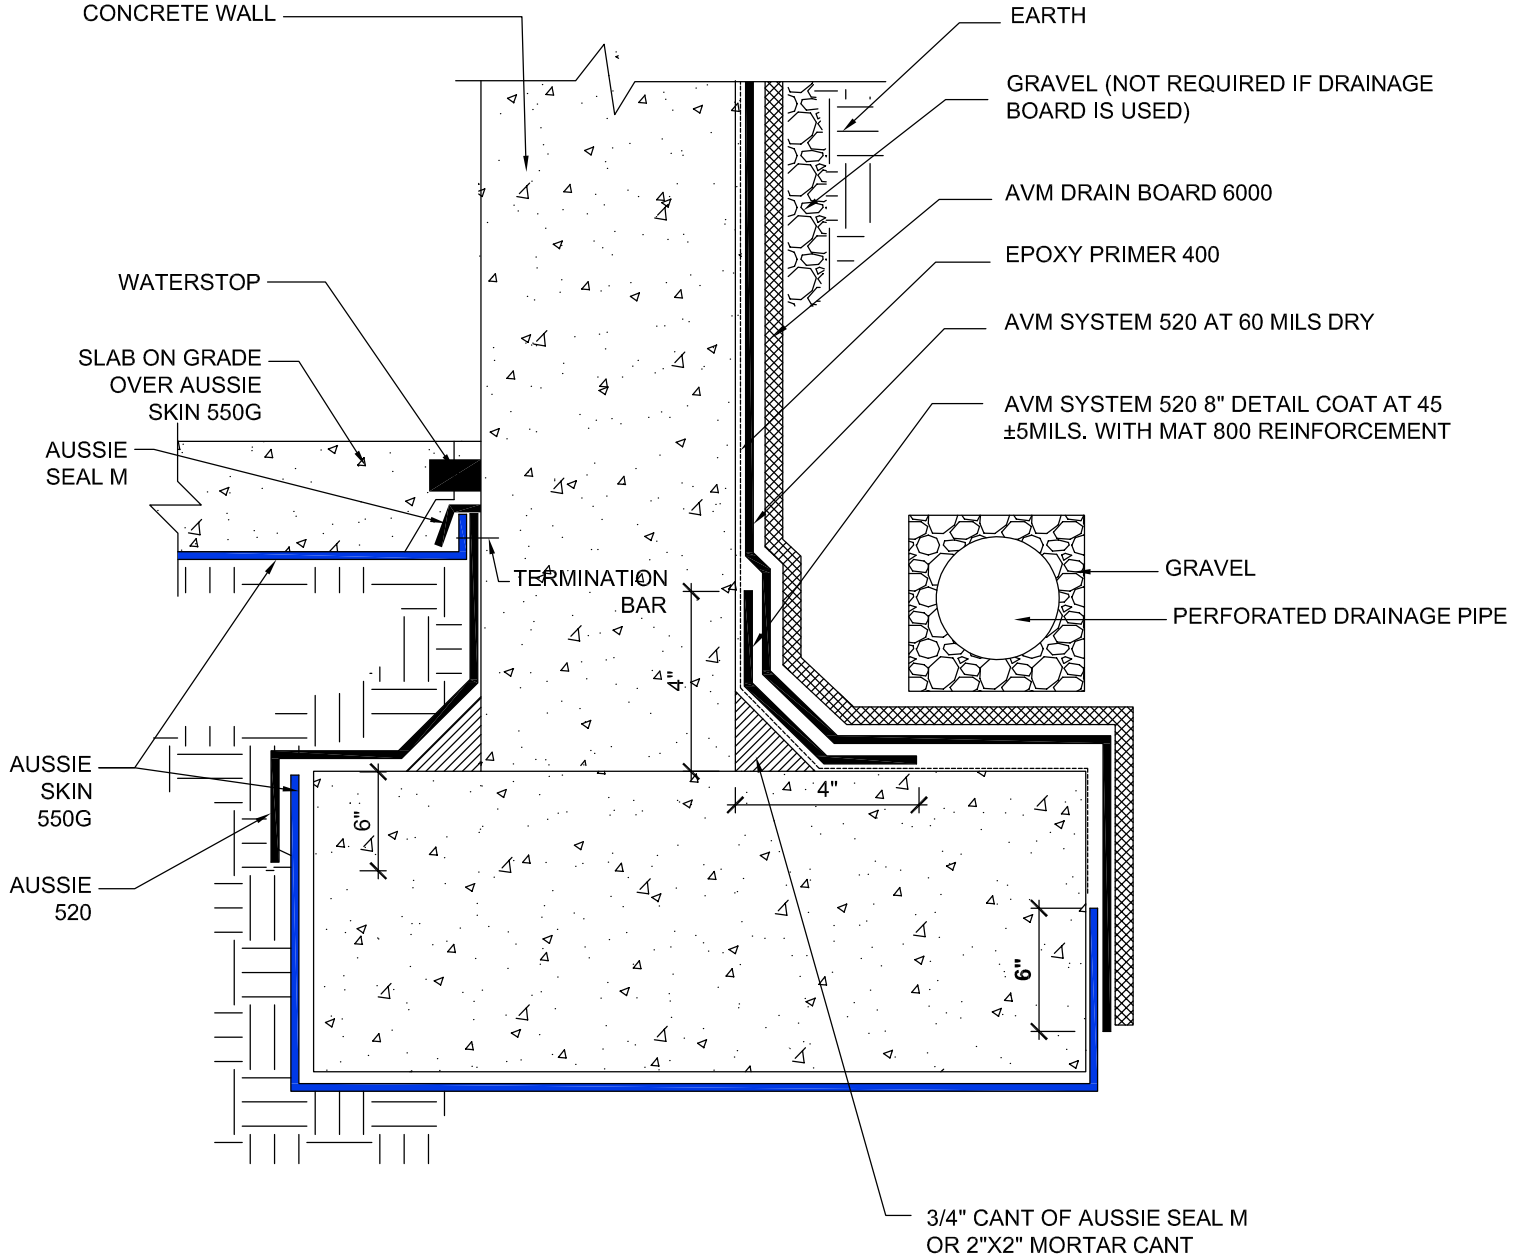 CONCRETE WALL
EARTH
GRAVEL (NOT REQUIRED IF DRAINAGE
BOARD IS USED)
AVM DRAIN BOARD 6000
EPOXY PRIMER 400
WATERSTOP
AVM SYSTEM 520 AT 60 MILS DRY
SLAB ON GRADE
OVER AUSSIE
SKIN 550G
AVM SYSTEM 520 8" DETAIL COAT AT 45
±5MILS. WITH MAT 800 REINFORCEMENT
AUSSIE
SEAL M
TERMINATION
BAR
GRAVEL
PERFORATED DRAINAGE PIPE
4"
AUSSIE
SKIN
550G
4"
6"
AUSSIE
520
6"
3/4" CANT OF AUSSIE SEAL M
OR 2"X2" MORTAR CANT